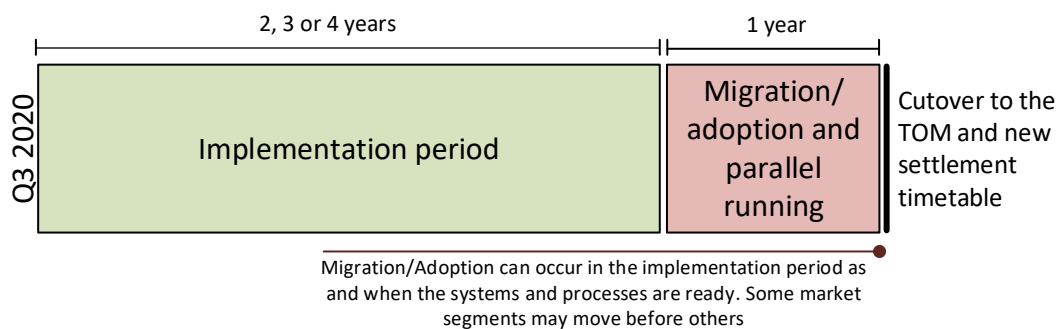 2, 3 or 4 years
1 year
Q3 2020
Implementation period
Migration/
adoption and
parallel
running
Cutover to the
TOM and new
settlement
timetable
Migration/Adoption can occur in the implementation period as
and when the systems and processes are ready. Some market
segments may move before others